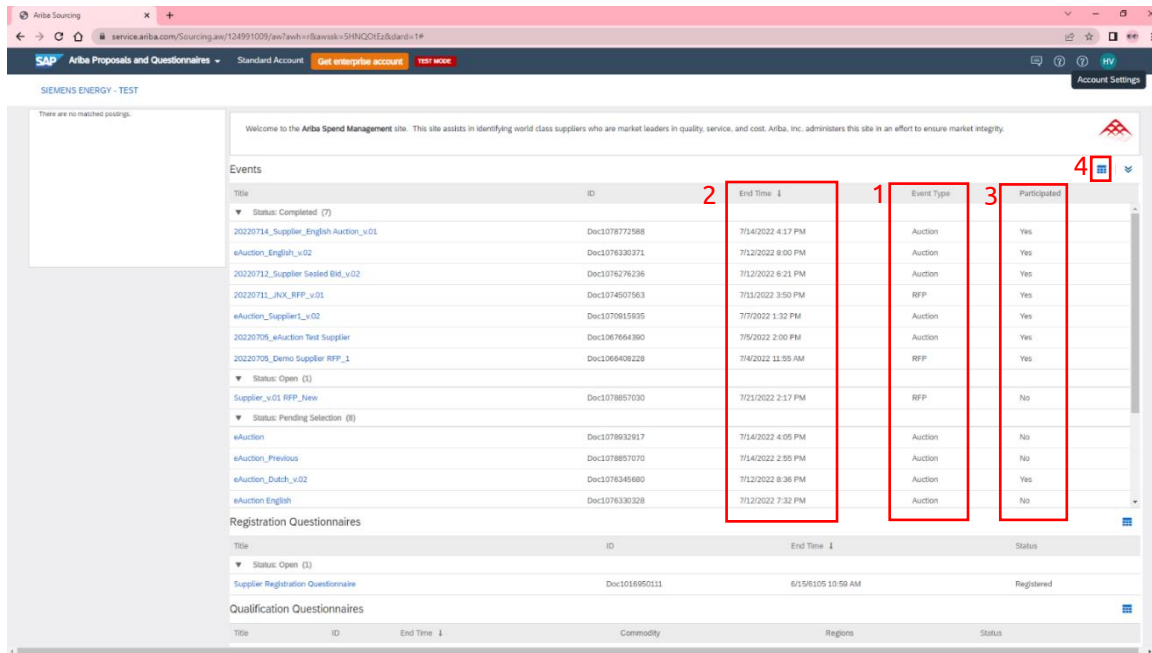 Ariba Sourcing
service.ariba.com/Sourcing.aw/124991009/aw?awh=r&awssk=5HNQOtEz&dard=1#
SAP Ariba Proposals and Questionnaires Standard Account Get enterprise account TEST MODE HV
Account Settings
SIEMENS ENERGY - TEST
There are no matched postings.
Welcome to the Ariba Spend Management site. This site assists in identifying world class suppliers who are market leaders in quality, service, and cost. Ariba, Inc. administers this site in an effort to ensure market integrity.
Events 4
Title ID 2 End Time ↓ 1 Event Type 3 Participated
▼ Status: Completed (7)
20220714_Supplier_English Auction_v.01 Doc1078772588 7/14/2022 4:17 PM Auction Yes
eAuction_English_v.02 Doc1076330371 7/12/2022 8:00 PM Auction Yes
20220712_Supplier Sealed Bid_v.02 Doc1076276236 7/12/2022 6:21 PM Auction Yes
20220711_JNX_RFP_v.01 Doc1074507563 7/11/2022 3:50 PM RFP Yes
eAuction_Supplier1_v.02 Doc1070915935 7/7/2022 1:32 PM Auction Yes
20220705_eAuction Test Supplier Doc1067664390 7/5/2022 2:00 PM Auction Yes
20220705_Demo Supplier RFP_1 Doc1066408228 7/4/2022 11:55 AM RFP Yes
▼ Status: Open (1)
Supplier_v.01 RFP_New Doc1078857030 7/21/2022 2:17 PM RFP No
▼ Status: Pending Selection (8)
eAuction Doc1078932917 7/14/2022 4:05 PM Auction No
eAuction_Previous Doc1078857070 7/14/2022 2:55 PM Auction No
eAuction_Dutch_v.02 Doc1076345680 7/12/2022 8:36 PM Auction Yes
eAuction English Doc1076330328 7/12/2022 7:32 PM Auction No
Registration Questionnaires
Title ID End Time ↓ Status
▼ Status: Open (1)
Supplier Registration Questionnaire Doc1016950111 6/15/6105 10:59 AM Registered
Qualification Questionnaires
Title ID End Time ↓ Commodity Regions Status